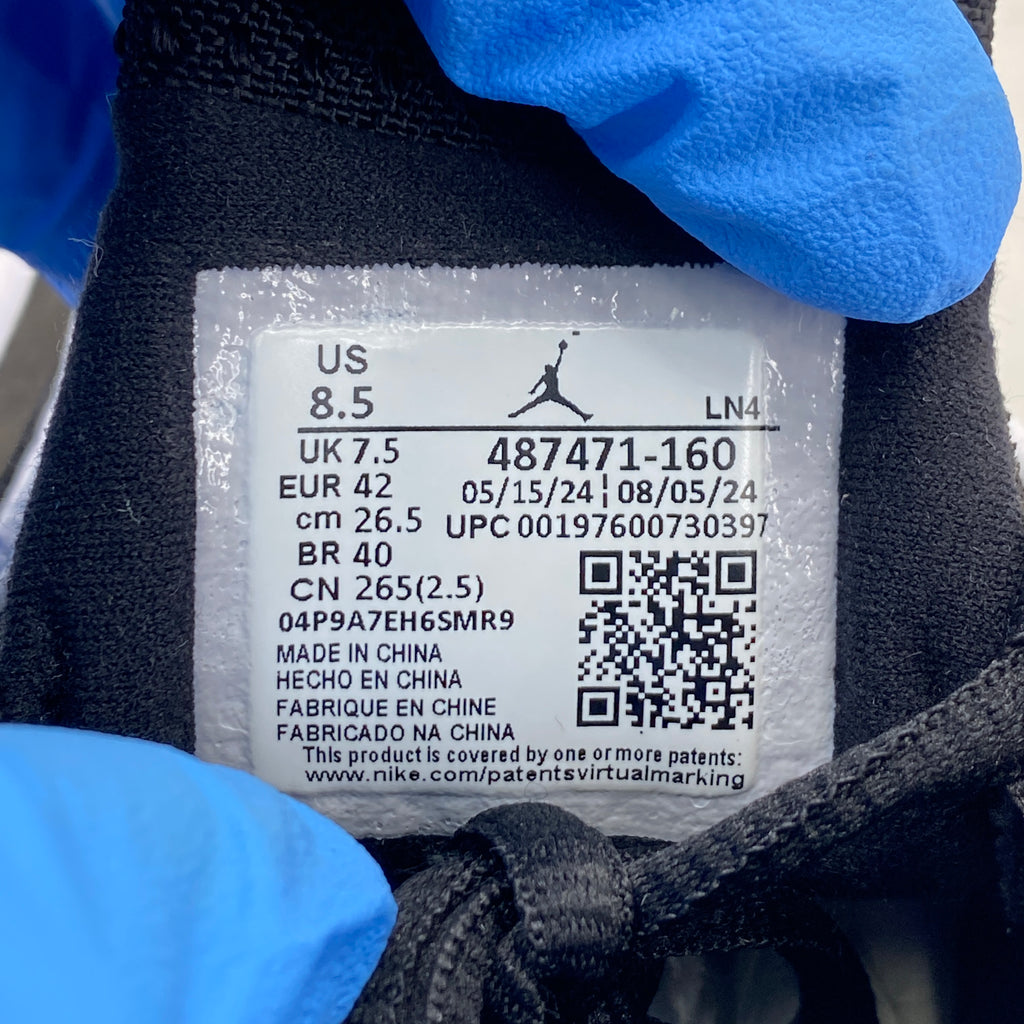 US
8.5
LN4
UK 7.5
487471-160
EUR 42
05/15/24 ¦ 08/05/24
cm 26.5
UPC 00197600730397
BR 40
CN 265(2.5)
04P9A7EH6SMR9
MADE IN CHINA
HECHO EN CHINA
FABRIQUE EN CHINE
FABRICADO NA CHINA
This product is covered by one or more patents:
www.nike.com/patentsvirtualmarking